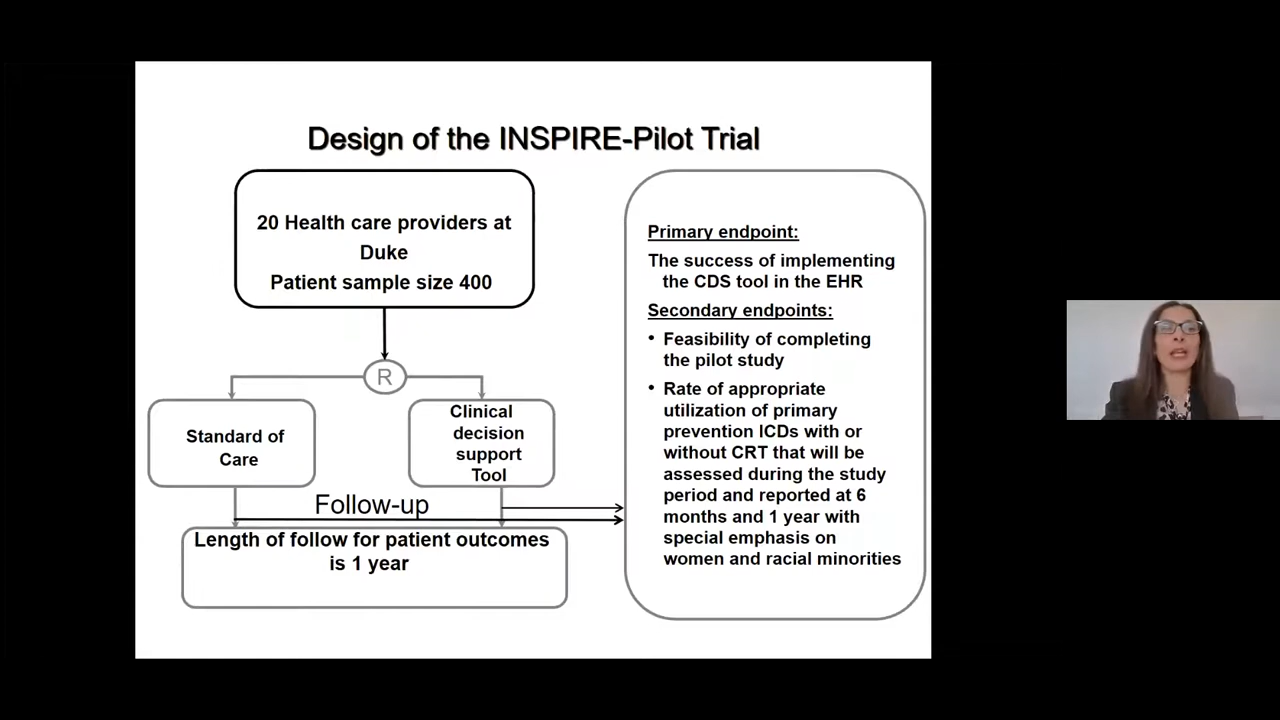 Design of the INSPIRE-Pilot Trial
20 Health care providers at
Duke
Patient sample size 400
R
Standard of
Care
Clinical
decision
support
Tool
Follow-up
Length of follow for patient outcomes
is 1 year
Primary endpoint:
The success of implementing
the CDS tool in the EHR
Secondary endpoints:
• Feasibility of completing
the pilot study
• Rate of appropriate
utilization of primary
prevention ICDs with or
without CRT that will be
assessed during the study
period and reported at 6
months and 1 year with
special emphasis on
women and racial minorities